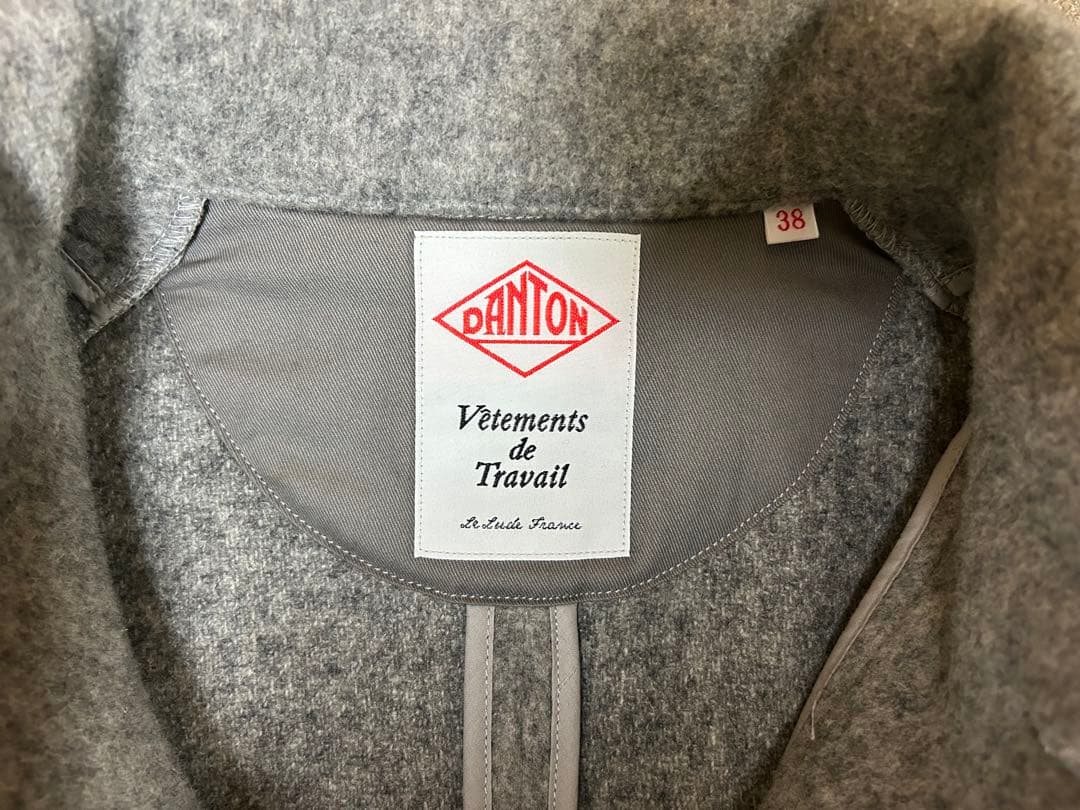 38
DANTON
Vêtements
de
Travail
Le Lude France